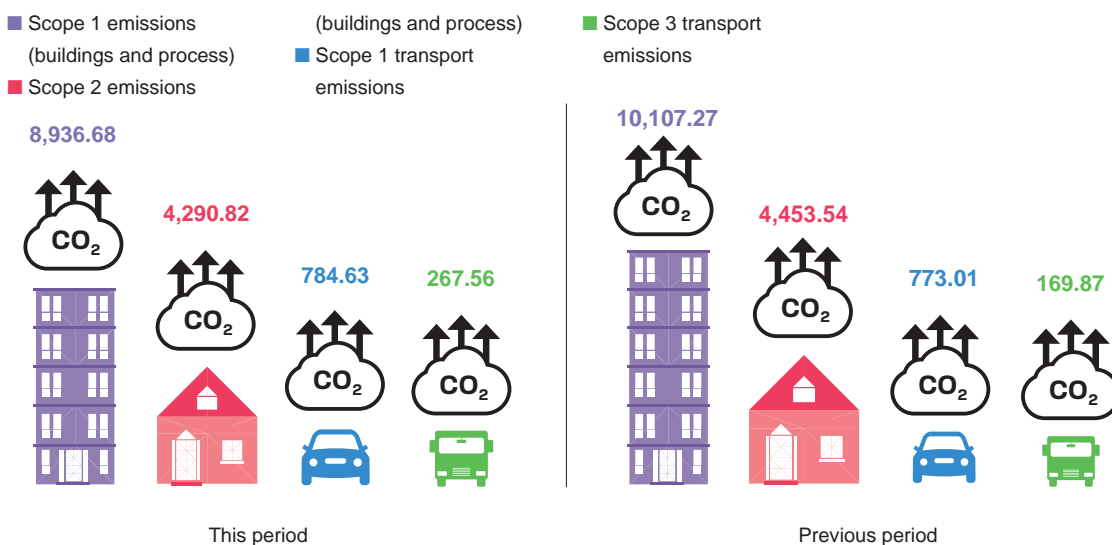 Scope 1 emissions
(buildings and process)
Scope 2 emissions
(buildings and process)
Scope 1 transport
emissions
Scope 3 transport
emissions
8,936.68
CO2
4,290.82
CO2
784.63
CO2
267.56
CO2
This period
10,107.27
CO2
4,453.54
CO2
773.01
CO2
169.87
CO2
Previous period